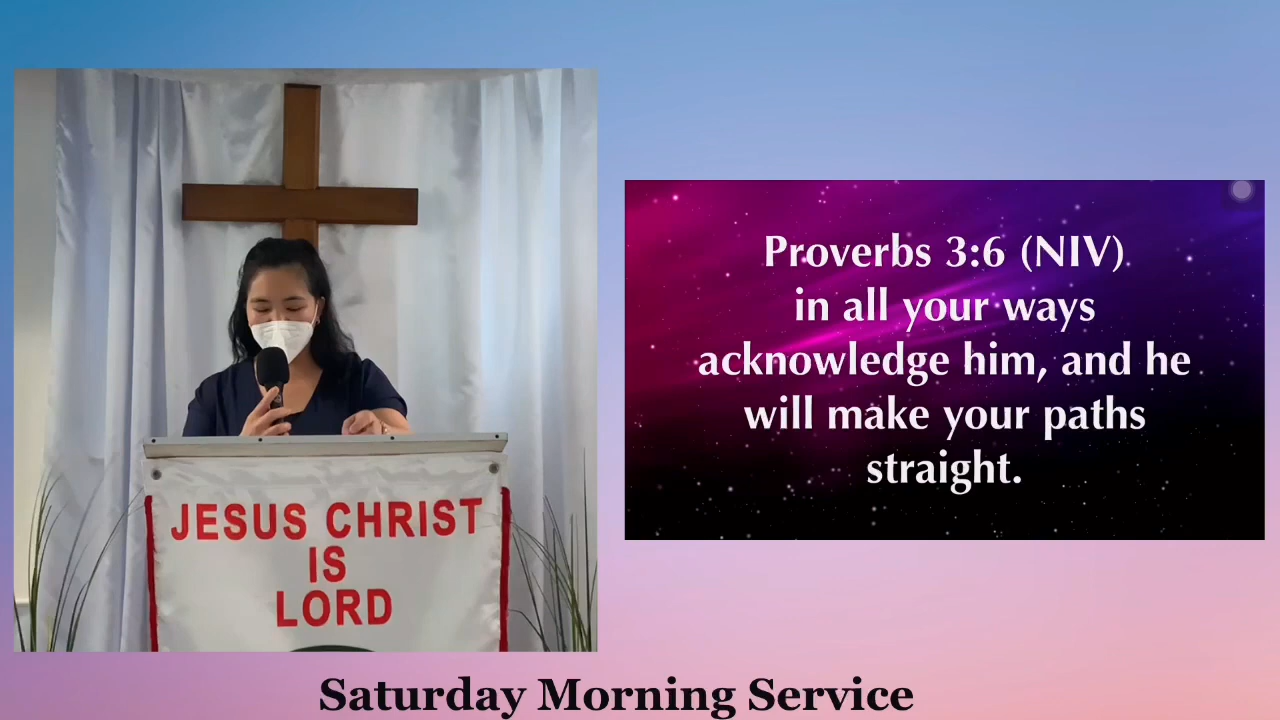 JESUS CHRIST
IS
LORD
Proverbs 3:6 (NIV)
in all your ways
acknowledge him, and he
will make your paths
straight.
Saturday Morning Service